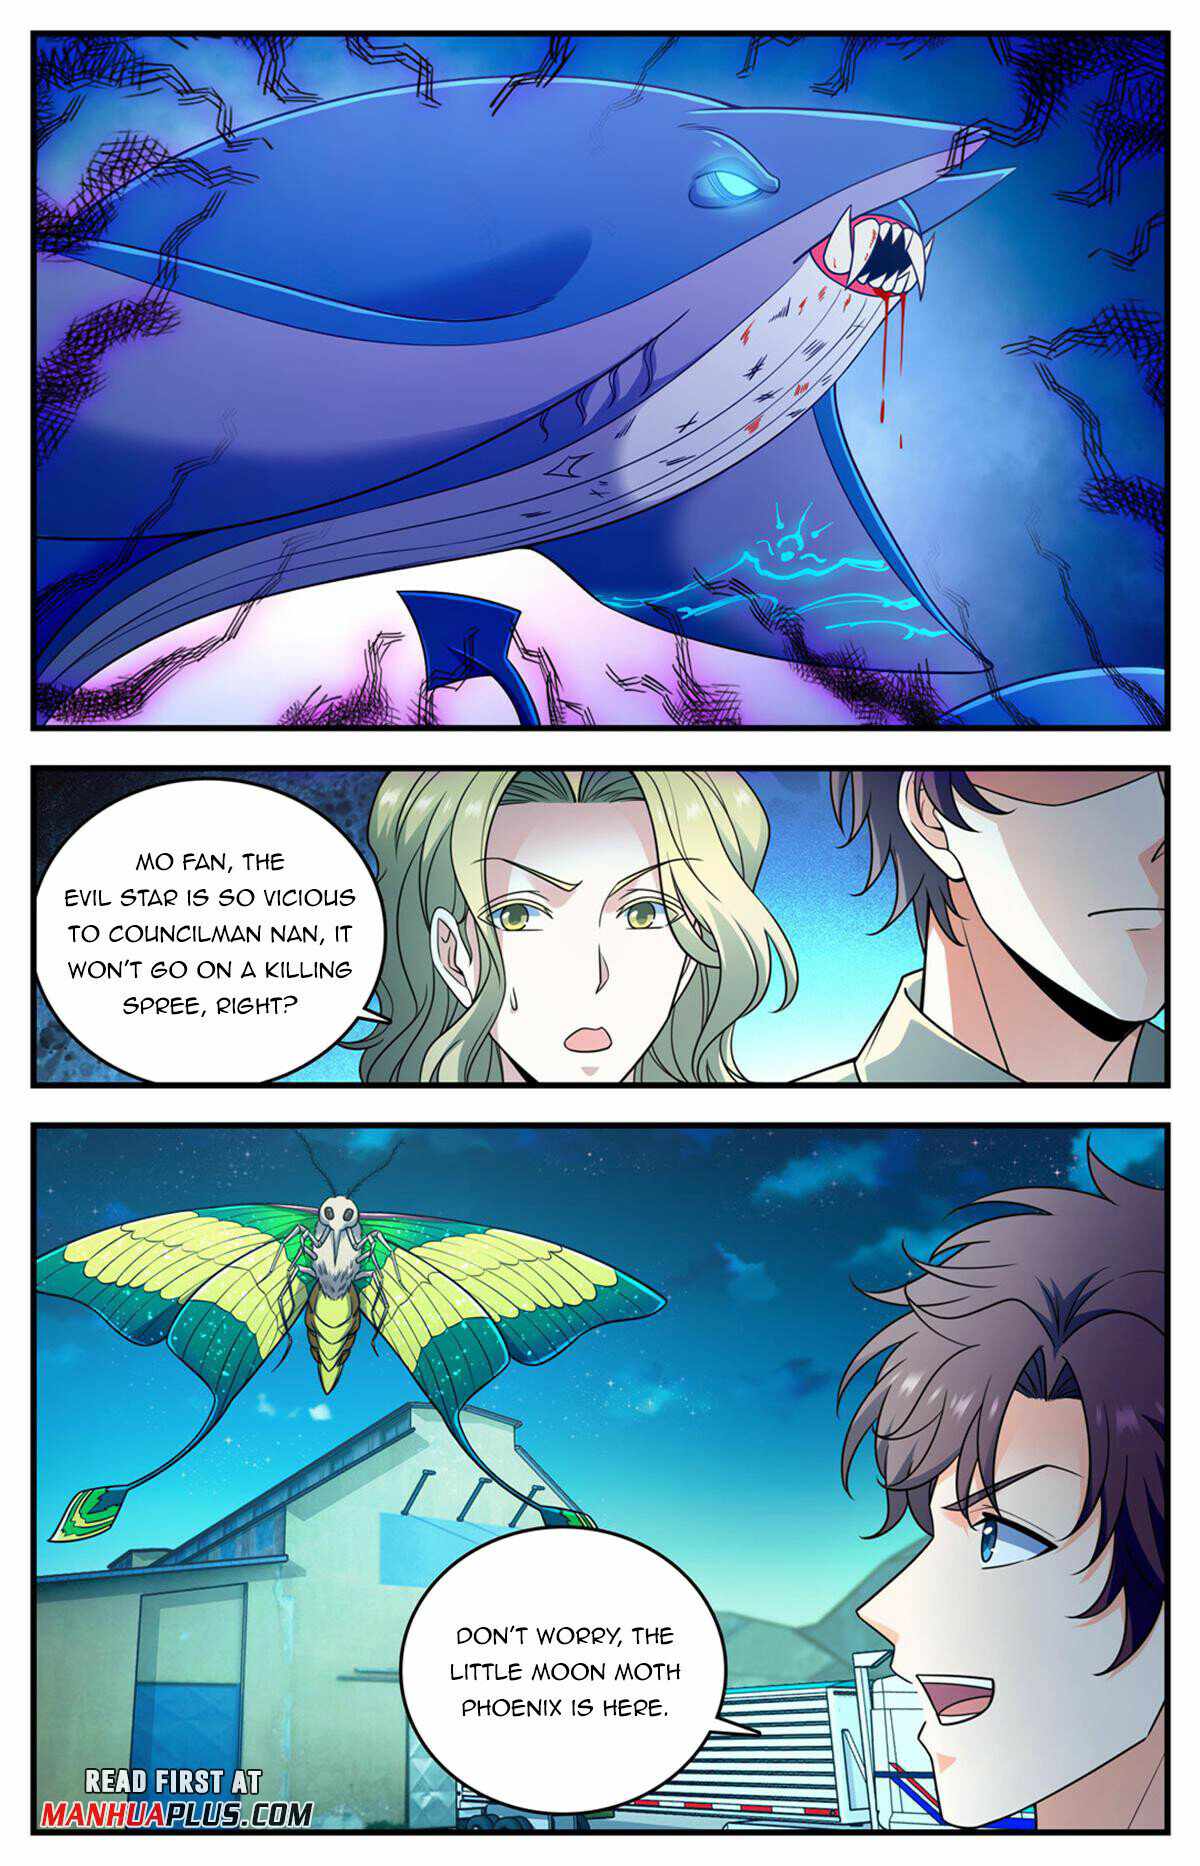 MO FAN, THE
EVIL STAR IS SO VICIOUS
TO COUNCILMAN NAN, IT
WON'T GO ON A KILLING
SPREE, RIGHT?
DON'T WORRY, THE
LITTLE MOON MOTH
PHOENIX IS HERE.
READ FIRST AT
MANHUAPLUS.COM